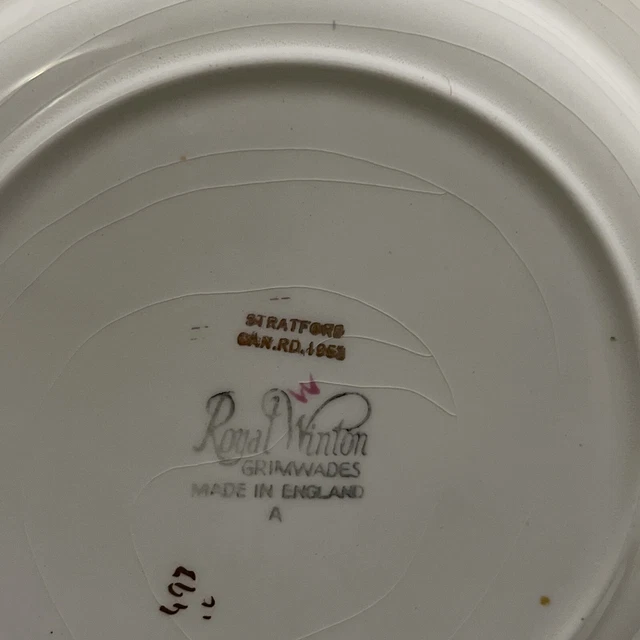 STRATFORD
CAN.RD.1953
W
Royal Winton
GRIMWADES
MADE IN ENGLAND
A